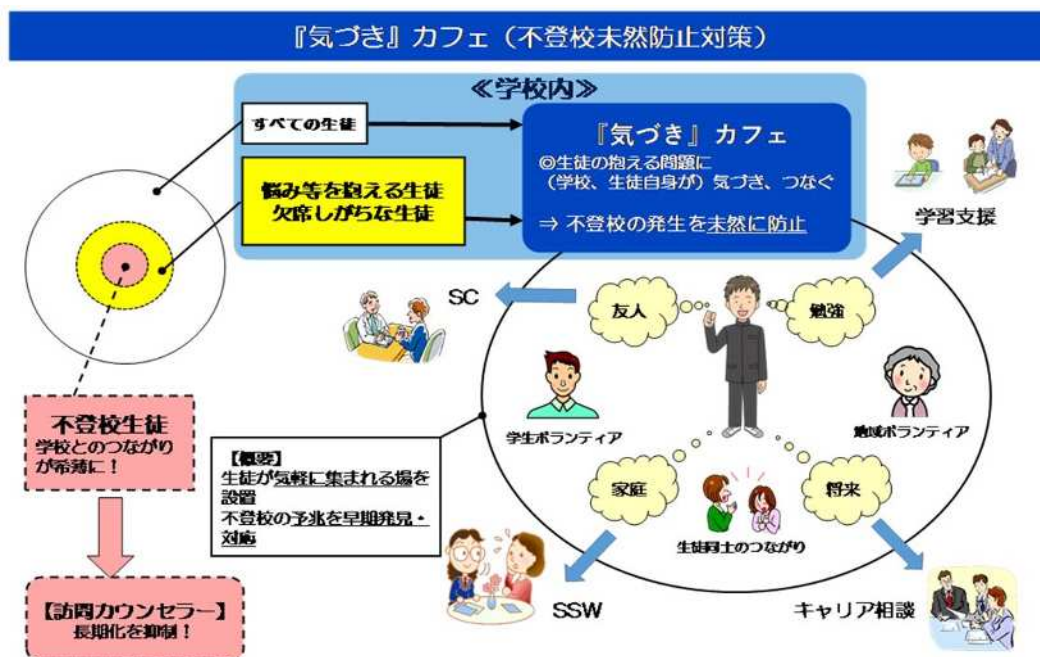 『気づき』カフェ（不登校未然防止対策）
≪学校内≫
すべての生徒
悩み等を抱える生徒
欠席しがちな生徒
『気づき』カフェ
◎生徒の抱える問題に
（学校、生徒自身が）気づき、つなぐ
⇒ 不登校の発生を未然に防止
学習支援
SC
友人
勉強
学生ボランティア
地域ボランティア
不登校生徒
学校とのつながり
が希薄に！
【概要】
生徒が気軽に集まれる場を
設置
不登校の予兆を早期発見・
対応
家庭
将来
生徒同士のつながり
SSW
キャリア相談
【訪問カウンセラー】
長期化を抑制！